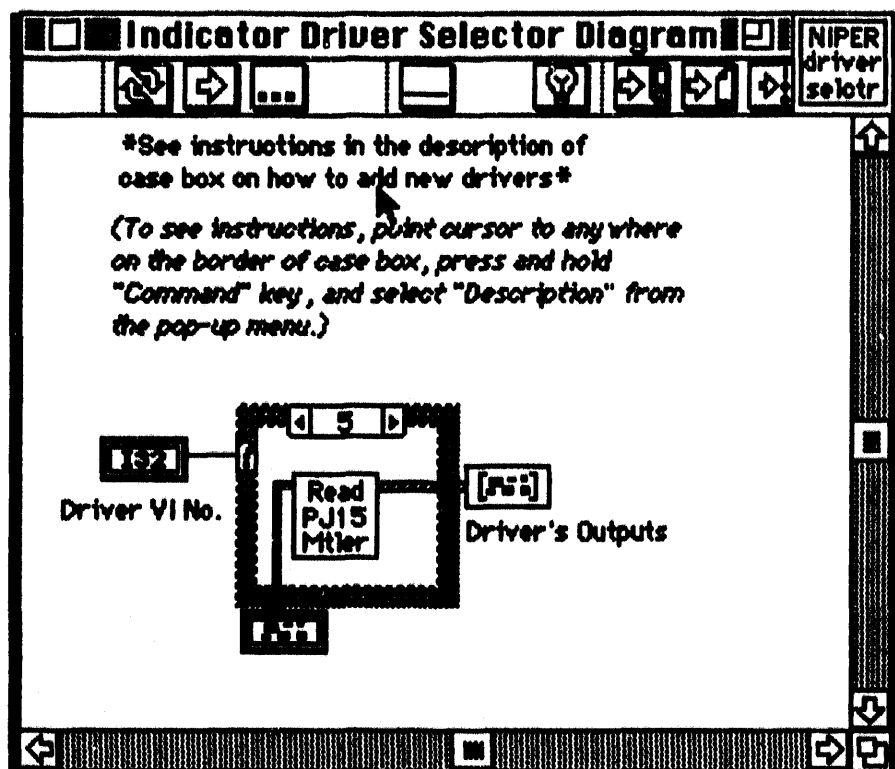 Indicator Driver Selector Diagram
NIPER
driver
selctr
*See instructions in the description of
case box on how to add new drivers*
(To see instructions, point cursor to any where
on the border of case box, press and hold
"Command" key, and select "Description" from
the pop-up menu.)
5
I32
Driver VI No.
Read
PJ15
Mtler
Driver's Outputs